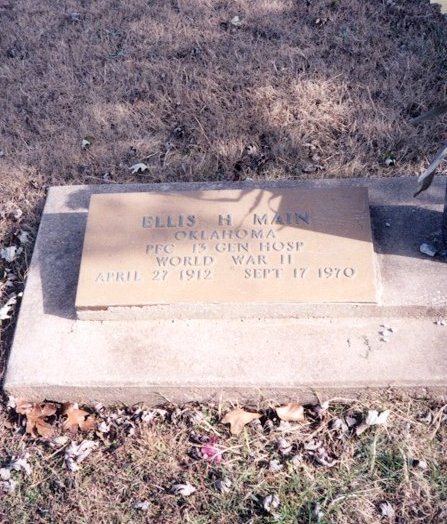 ELLIS H MAIN
OKLAHOMA
PFC 13 GEN HOSP
WORLD WAR II
APRIL 27 1912 SEPT 17 1970